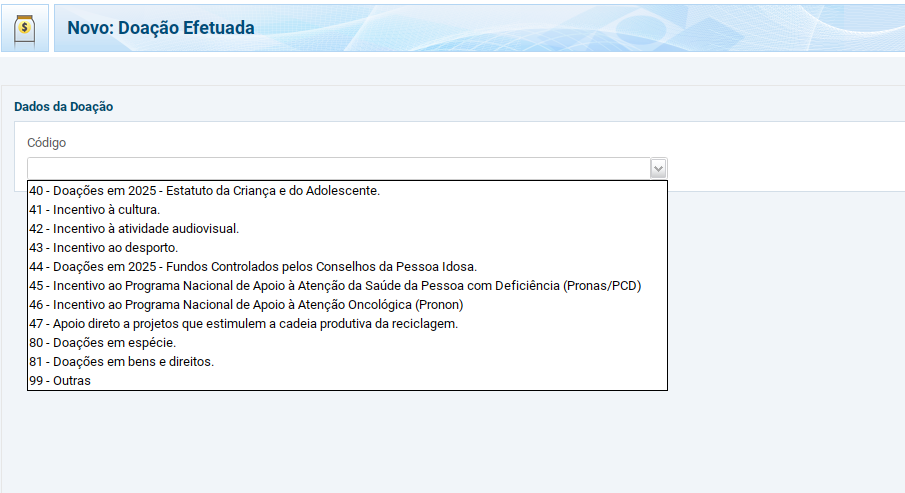 Novo: Doação Efetuada
Dados da Doação
Código
40 - Doações em 2025 - Estatuto da Criança e do Adolescente.
41 - Incentivo à cultura.
42 - Incentivo à atividade audiovisual.
43 - Incentivo ao desporto.
44 - Doações em 2025 - Fundos Controlados pelos Conselhos da Pessoa Idosa.
45 - Incentivo ao Programa Nacional de Apoio à Atenção da Saúde da Pessoa com Deficiência (Pronas/PCD)
46 - Incentivo ao Programa Nacional de Apoio à Atenção Oncológica (Pronon)
47 - Apoio direto a projetos que estimulem a cadeia produtiva da reciclagem.
80 - Doações em espécie.
81 - Doações em bens e direitos.
99 - Outras